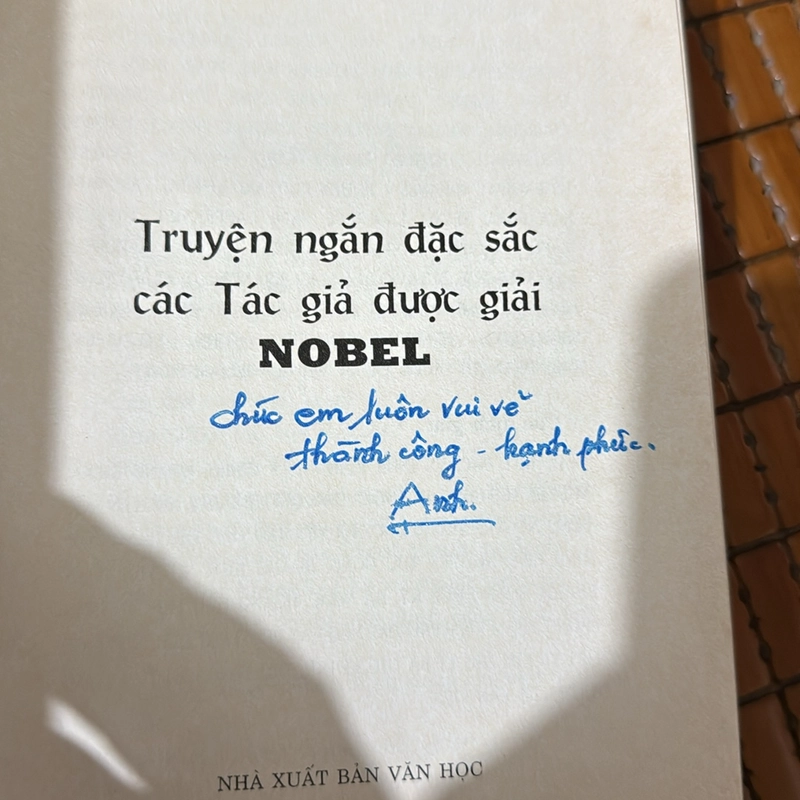 Truyện ngắn đặc sắc
các Tác giả được giải
NOBEL
chúc em luôn vui vẻ
thành công - hạnh phúc.
Anh.
NHÀ XUẤT BẢN VĂN HỌC